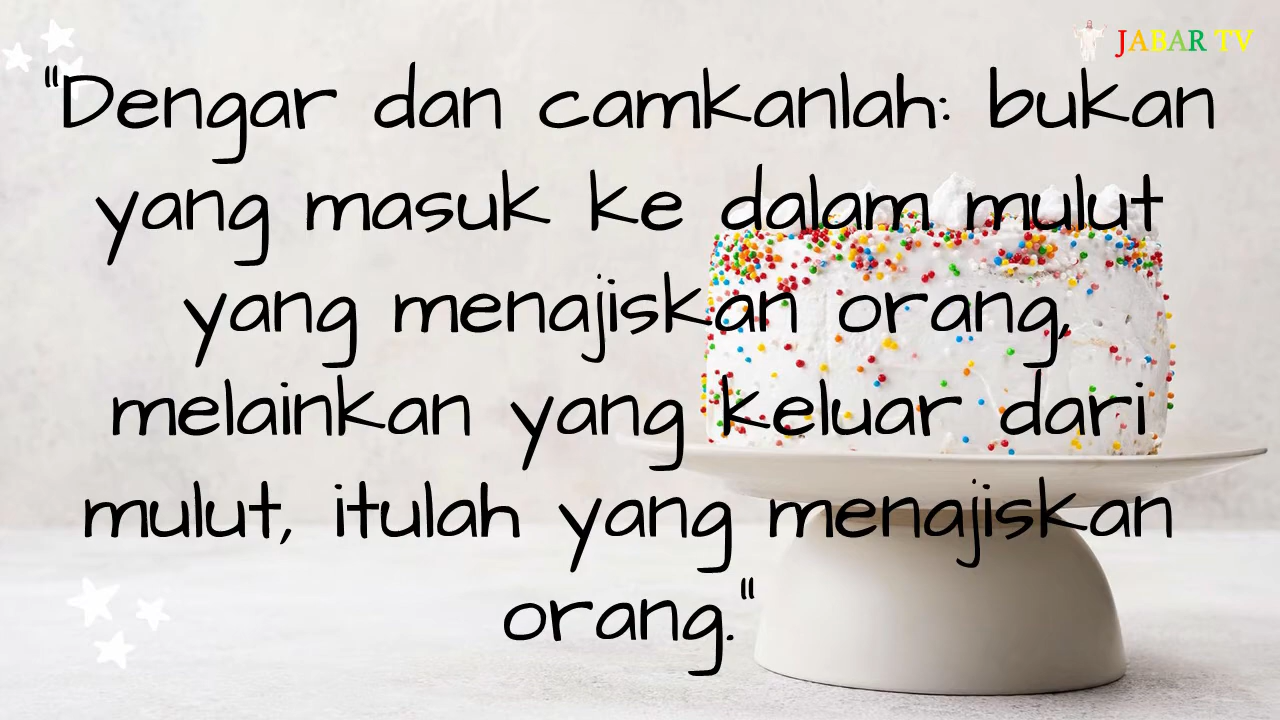 JABAR TV
"Dengar dan camkanlah: bukan
yang masuk ke dalam mulut
yang menajiskan orang,
melainkan yang keluar dari
mulut, itulah yang menajiskan
orang."